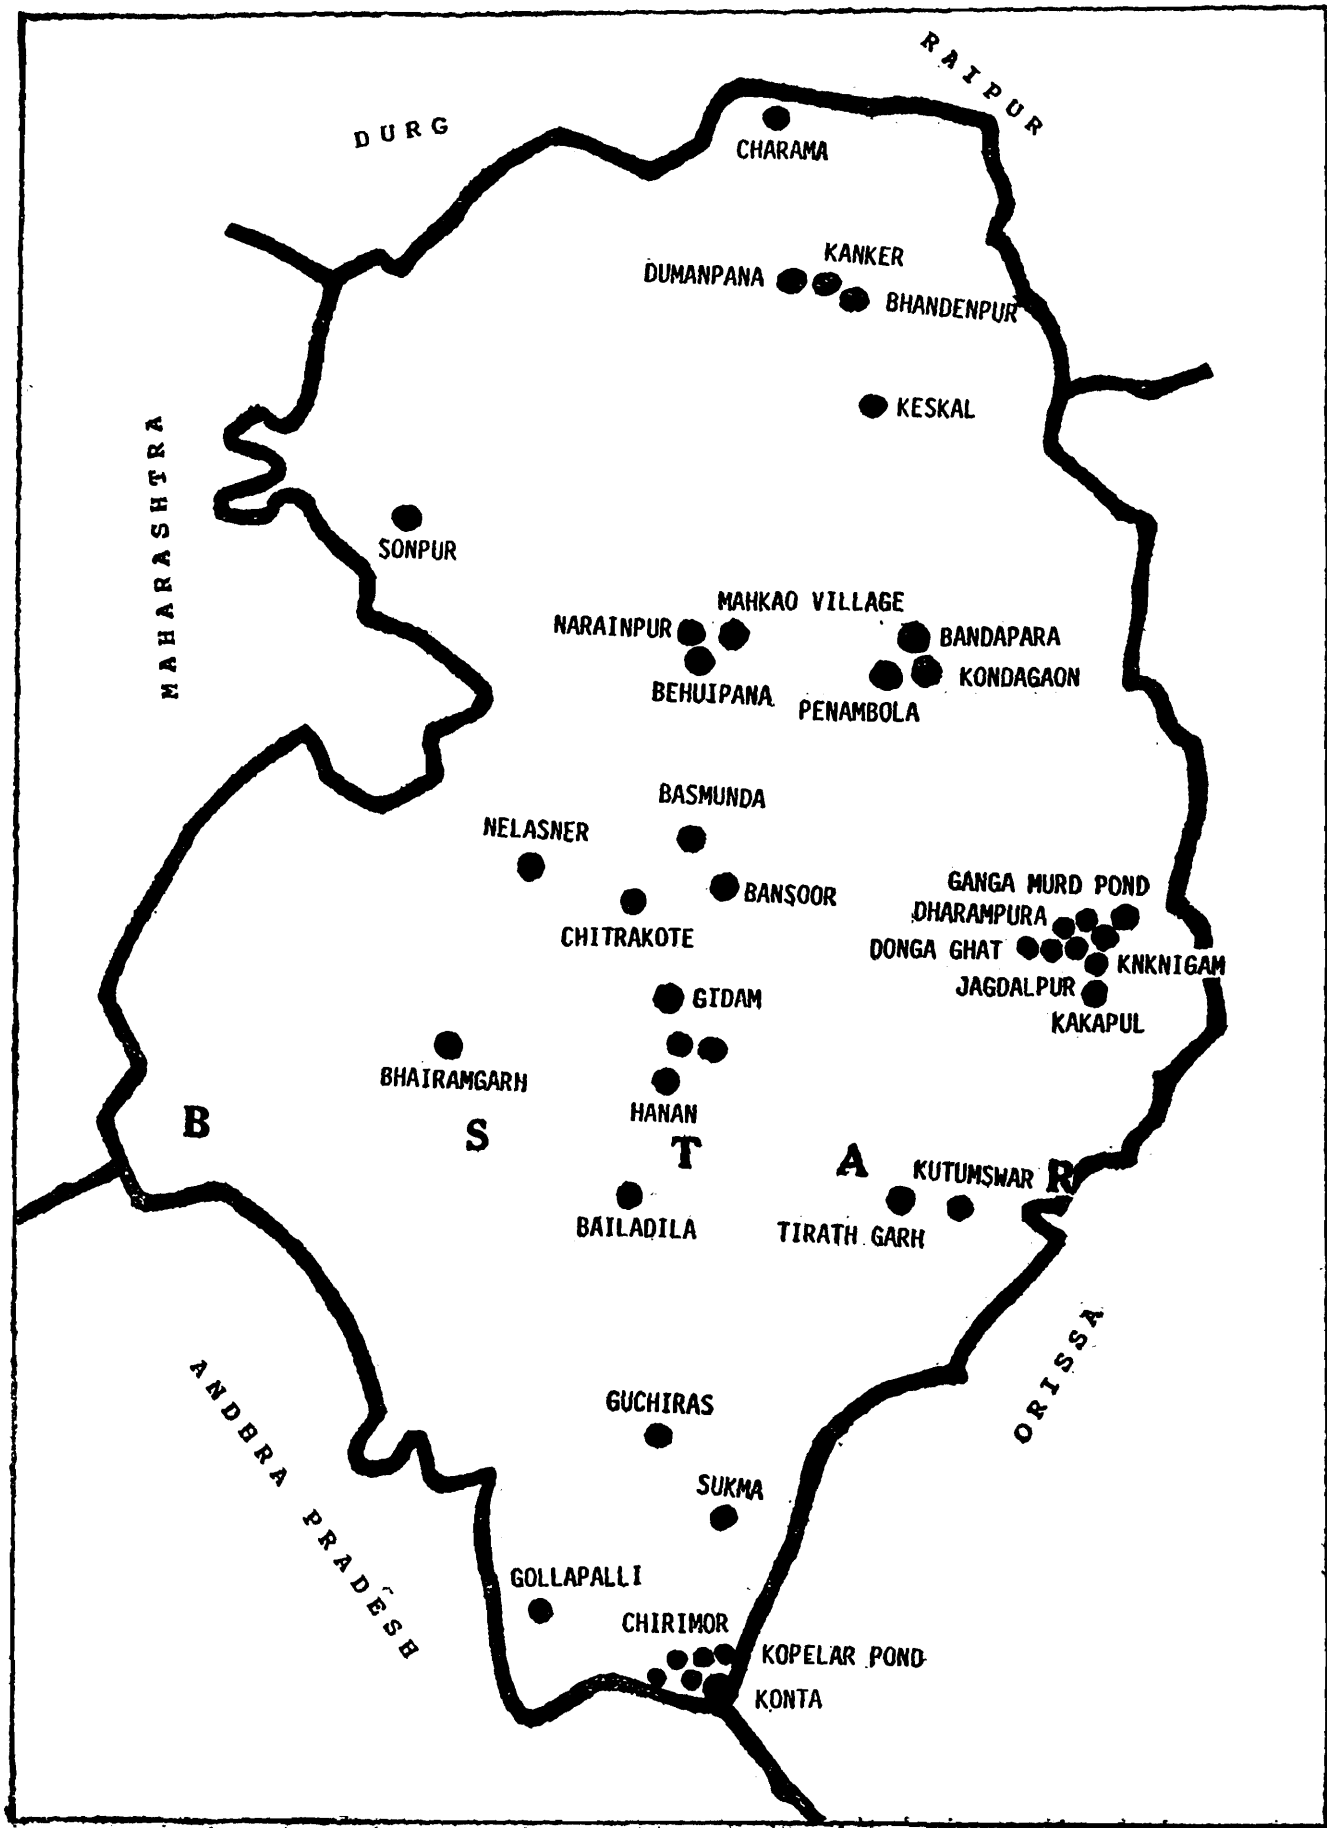 RAIPUR
DURG
CHARAMA
KANKER
DUMANPANA
BHANDENPUR
KESKAL
MAHARASHTRA
SONPUR
MAHKAO VILLAGE
NARAINPUR
BANDAPARA
BEHUIPANA
KONDAGAON
PENAMBOLA
BASMUNDA
NELASNER
BANSOOR
GANGA MURD POND
DHARAMPURA
CHITRAKOTE
DONGA GHAT
KNKNIGAM
JAGDALPUR
GIDAM
KAKAPUL
BHAIRAMGARH
HANAN
B S T A R
KUTUMSWAR
BAILADILA
TIRATH GARH
ORISSA
ANDHRA PRADESH
GUCHIRAS
SUKMA
GOLLAPALLI
CHIRIMOR
KOPELAR POND
KONTA